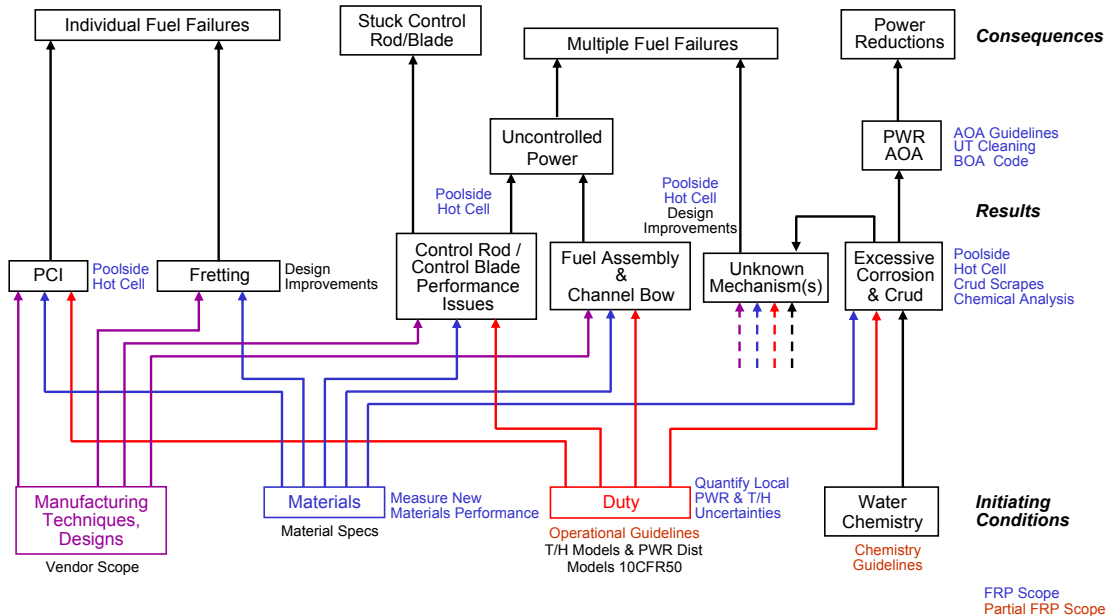 Individual Fuel Failures
Stuck Control
Rod/Blade
Multiple Fuel Failures
Power
Reductions
Consequences
Uncontrolled
Power
PWR
AOA
AOA Guidelines
UT Cleaning
BOA Code
Poolside
Hot Cell
Poolside
Hot Cell
Design
Improvements
Results
PCI
Poolside
Hot Cell
Fretting
Design
Improvements
Control Rod /
Control Blade
Performance
Issues
Fuel Assembly
&
Channel Bow
Unknown
Mechanism(s)
Excessive
Corrosion
& Crud
Poolside
Hot Cell
Crud Scrapes
Chemical Analysis
Manufacturing
Techniques,
Designs
Vendor Scope
Materials
Measure New
Materials Performance
Material Specs
Duty
Quantify Local
PWR & T/H
Uncertainties
Operational Guidelines
T/H Models & PWR Dist
Models 10CFR50
Water
Chemistry
Chemistry
Guidelines
Initiating
Conditions
FRP Scope
Partial FRP Scope